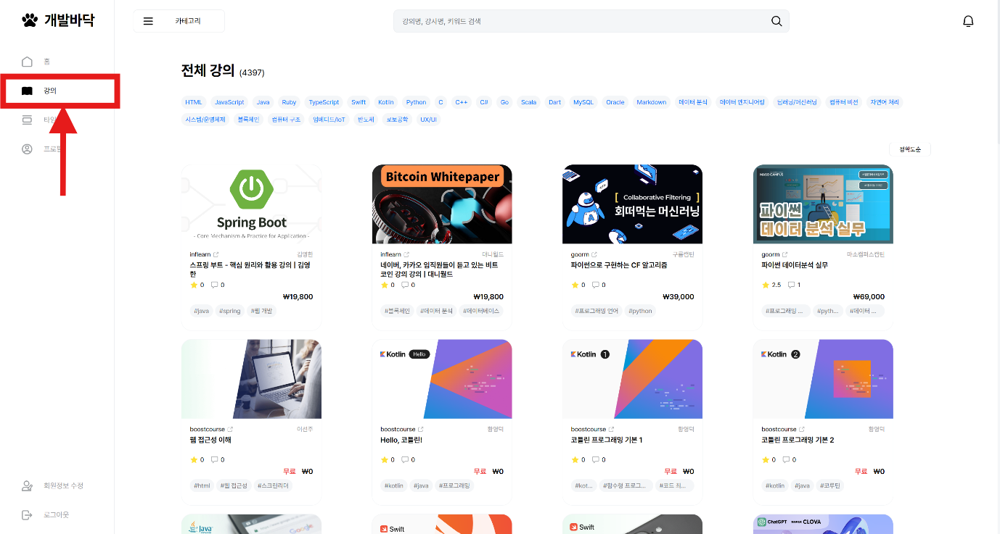 개발바닥
카테고리
강의명, 강사명, 키워드 검색
홈
강의
프로필
회원정보 수정
로그아웃
전체 강의 (4397)
HTML JavaScript Java Ruby TypeScript Swift Kotlin Python C C++ C# Go Scala Dart MySQL Oracle Markdown 데이터 분석 데이터 엔지니어링 딥러닝/머신러닝 컴퓨터 비전 자연어 처리
시스템/운영체제 블록체인 컴퓨터 구조 임베디드/IoT 반도체 로보공학 UX/UI
정확도순
Spring Boot
- Core Mechanism & Practice for Application -
inflearn 김영한
스프링 부트 - 핵심 원리와 활용 강의 | 김영
한
0 0
₩19,800
#java #spring #웹 개발
Bitcoin Whitepaper
inflearn 대니월드
네이버, 카카오 임직원들이 듣고 있는 비트
코인 강의 강의 | 대니월드
0 0
₩19,800
#블록체인 #데이터 분석 #데이터베이스
[ Collaborative Filtering ]
회떠먹는 머신러닝
goorm 구름캡틴
파이썬으로 구현하는 CF 알고리즘
0 0
₩39,000
#프로그래밍 언어 #python
MASO CAMPUS
파이썬
데이터 분석 실무
goorm 마소캠퍼스캡틴
파이썬 데이터분석 실무
2.5 1
₩69,000
#프로그래밍 ... #pyth... #데이터 ...
boostcourse 이선주
웹 접근성 이해
0 0
무료 ₩0
#html #웹 접근성 #스크린리더
Kotlin Hello
boostcourse 황영덕
Hello, 코틀린!
0 0
무료 ₩0
#kotlin #java #프로그래밍
Kotlin 1
boostcourse 황영덕
코틀린 프로그래밍 기본 1
0 0
무료 ₩0
#kot... #함수형 프로그... #코드 최...
Kotlin 2
boostcourse 황영덕
코틀린 프로그래밍 기본 2
0 0
무료 ₩0
#kotlin #java #코루틴
Java
Google
Swift
Swift
ChatGPT NAVER CLOVA